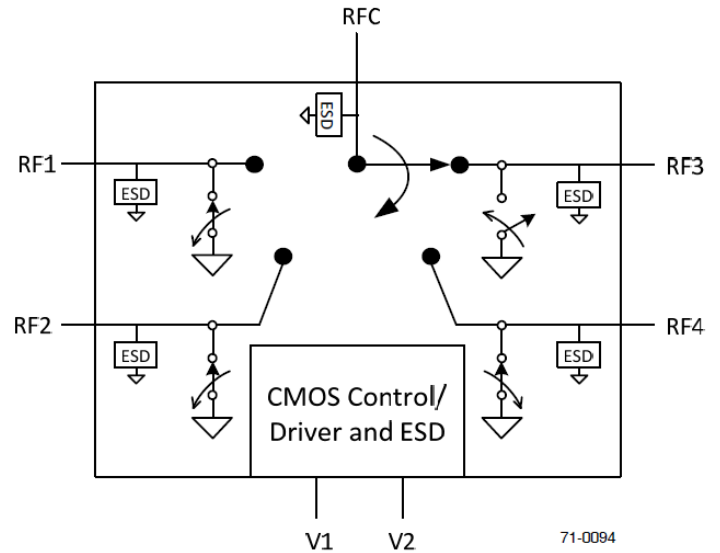 RFC
ESD
RF1
RF3
ESD
ESD
RF2
RF4
ESD
ESD
CMOS Control/
Driver and ESD
V1
V2
71-0094